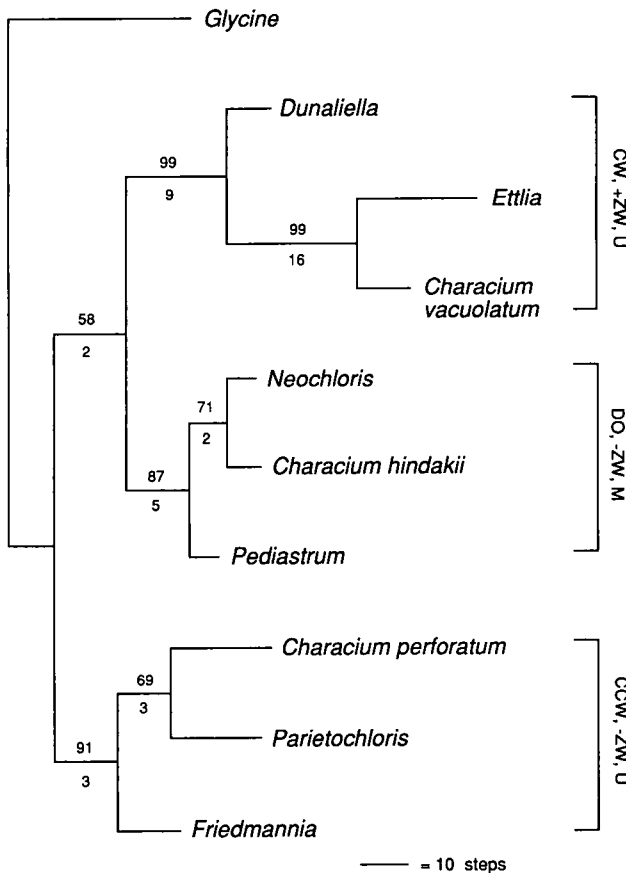 Glycine
Dunaliella
99
9
Ettlia
99
16
Characium
vacuolatum
CW, +ZW, U
58
2
Neochloris
71
2
Characium hindakii
87
5
Pediastrum
DO, -ZW, M
Characium perforatum
69
3
Parietochloris
91
3
Friedmannia
CCW, -ZW, U
= 10 steps